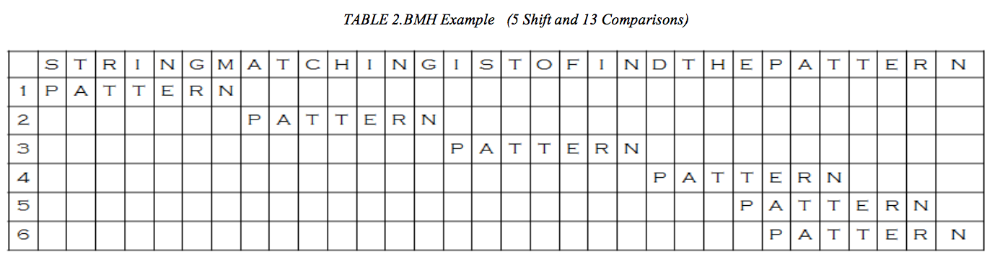 TABLE 2.BMH Example (5 Shift and 13 Comparisons)
S T R I N G M A T C H I N G I S T O F I N D T H E P A T T E R N
1 P A T T E R N
2 P A T T E R N
3 P A T T E R N
4 P A T T E R N
5 P A T T E R N
6 P A T T E R N